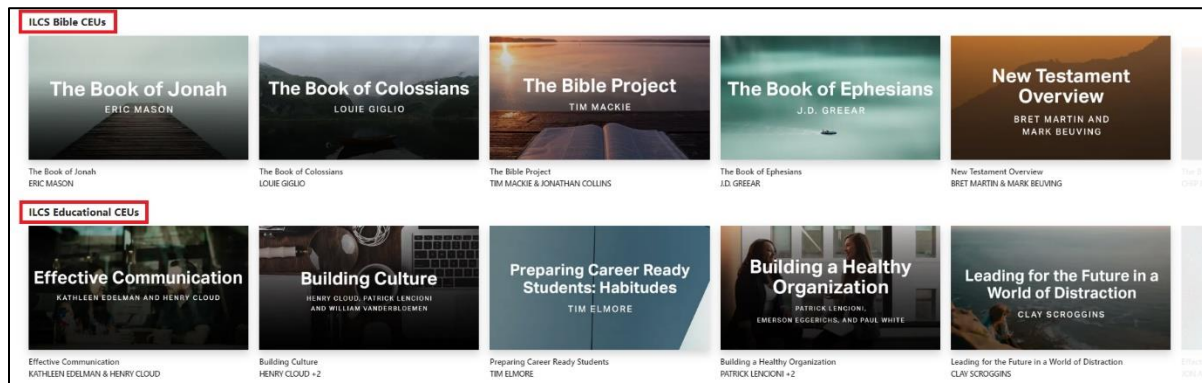 ILCS Bible CEUs
The Book of Jonah
ERIC MASON
The Book of Colossians
LOUIE GIGLIO
The Bible Project
TIM MACKIE
The Book of Ephesians
J.D. GREEAR
New Testament
Overview
BRET MARTIN AND
MARK BEUVING
The Book of Jonah
ERIC MASON
The Book of Colossians
LOUIE GIGLIO
The Bible Project
TIM MACKIE & JONATHAN COLLINS
The Book of Ephesians
J.D. GREEAR
New Testament Overview
BRET MARTIN & MARK BEUVING
ILCS Educational CEUs
Effective Communication
KATHLEEN EDELMAN AND HENRY CLOUD
Building Culture
HENRY CLOUD, PATRICK LENCIONI
AND WILLIAM VANDERBLOEMEN
Preparing Career Ready
Students: Habitudes
TIM ELMORE
Building a Healthy
Organization
PATRICK LENCIONI,
EMERSON EGGERICHS, AND PAUL WHITE
Leading for the Future in a
World of Distraction
CLAY SCROGGINS
Effective Communication
KATHLEEN EDELMAN & HENRY CLOUD
Building Culture
HENRY CLOUD +2
Preparing Career Ready Students
TIM ELMORE
Building a Healthy Organization
PATRICK LENCIONI +2
Leading for the Future in a World of Distraction
CLAY SCROGGINS